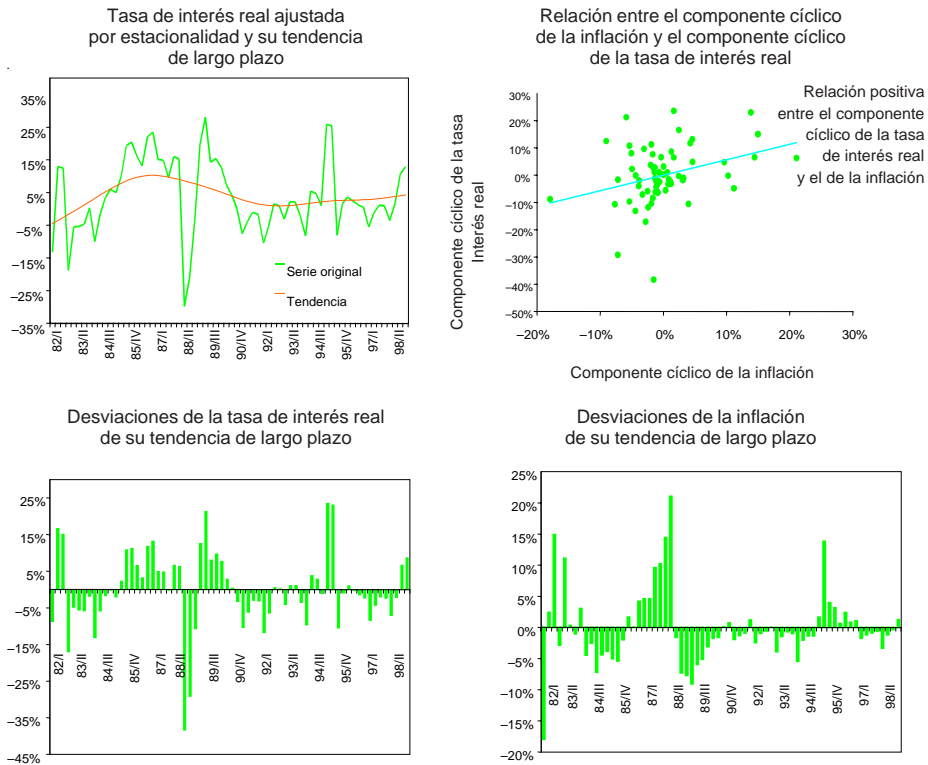 Tasa de interés real ajustada
por estacionalidad y su tendencia
de largo plazo
35%
25%
15%
5%
–5%
–15%
–25%
–35%
Serie original
Tendencia
82/I
83/II
84/III
85/IV
87/I
88/II
89/III
90/IV
92/I
93/II
94/III
95/IV
97/I
98/II
Relación entre el componente cíclico
de la inflación y el componente cíclico
de la tasa de interés real
Componente cíclico de la tasa
Interés real
30%
20%
10%
0%
–10%
–20%
–30%
–40%
–50%
Relación positiva
entre el componente
cíclico de la tasa
de interés real
y el de la inflación
–20%
–10%
0%
10%
20%
30%
Componente cíclico de la inflación
Desviaciones de la tasa de interés real
de su tendencia de largo plazo
25%
15%
5%
–5%
–15%
–25%
–35%
–45%
82/I
83/II
84/III
85/IV
87/I
88/II
89/III
90/IV
92/I
93/II
94/III
95/IV
97/I
98/II
Desviaciones de la inflación
de su tendencia de largo plazo
25%
20%
15%
10%
5%
0%
–5%
–10%
–15%
–20%
82/I
83/II
84/III
85/IV
87/I
88/II
89/III
90/IV
92/I
93/II
94/III
95/IV
97/I
98/II